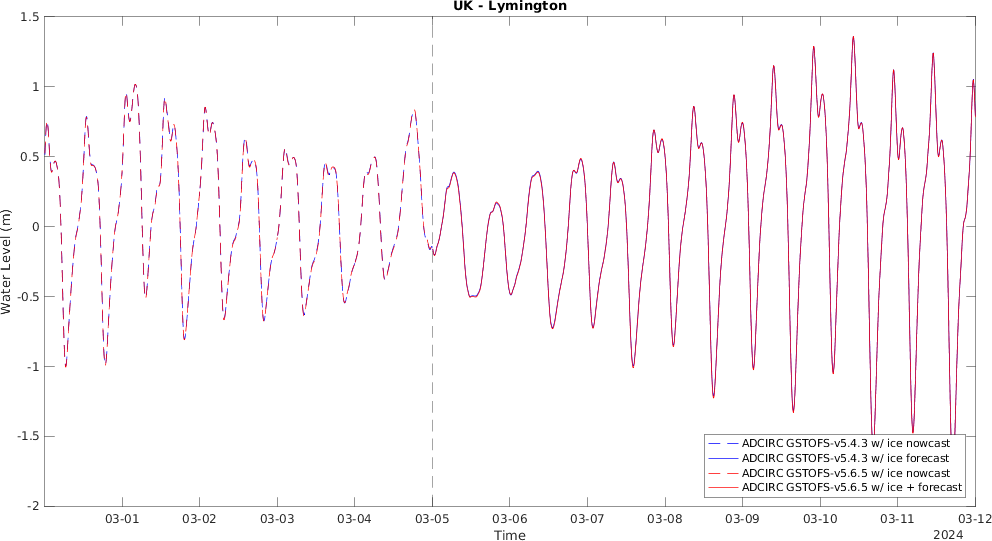 UK - Lymington
1.5
1
0.5
0
-0.5
-1
-1.5
-2
Water Level (m)
03-01 03-02 03-03 03-04 03-05 03-06 03-07 03-08 03-09 03-10 03-11 03-12
Time
2024
ADCIRC GSTOFS-v5.4.3 w/ ice nowcast
ADCIRC GSTOFS-v5.4.3 w/ ice forecast
ADCIRC GSTOFS-v5.6.5 w/ ice nowcast
ADCIRC GSTOFS-v5.6.5 w/ ice + forecast